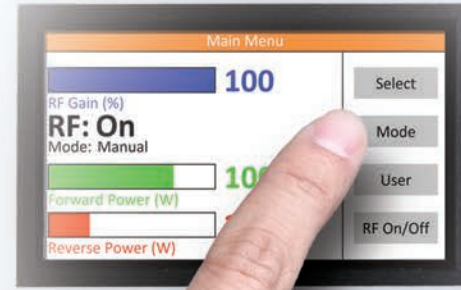 Main Menu
100
Select
RF Gain (%)
RF: On
Mode
Mode: Manual
10
User
Forward Power (W)
RF On/Off
Reverse Power (W)